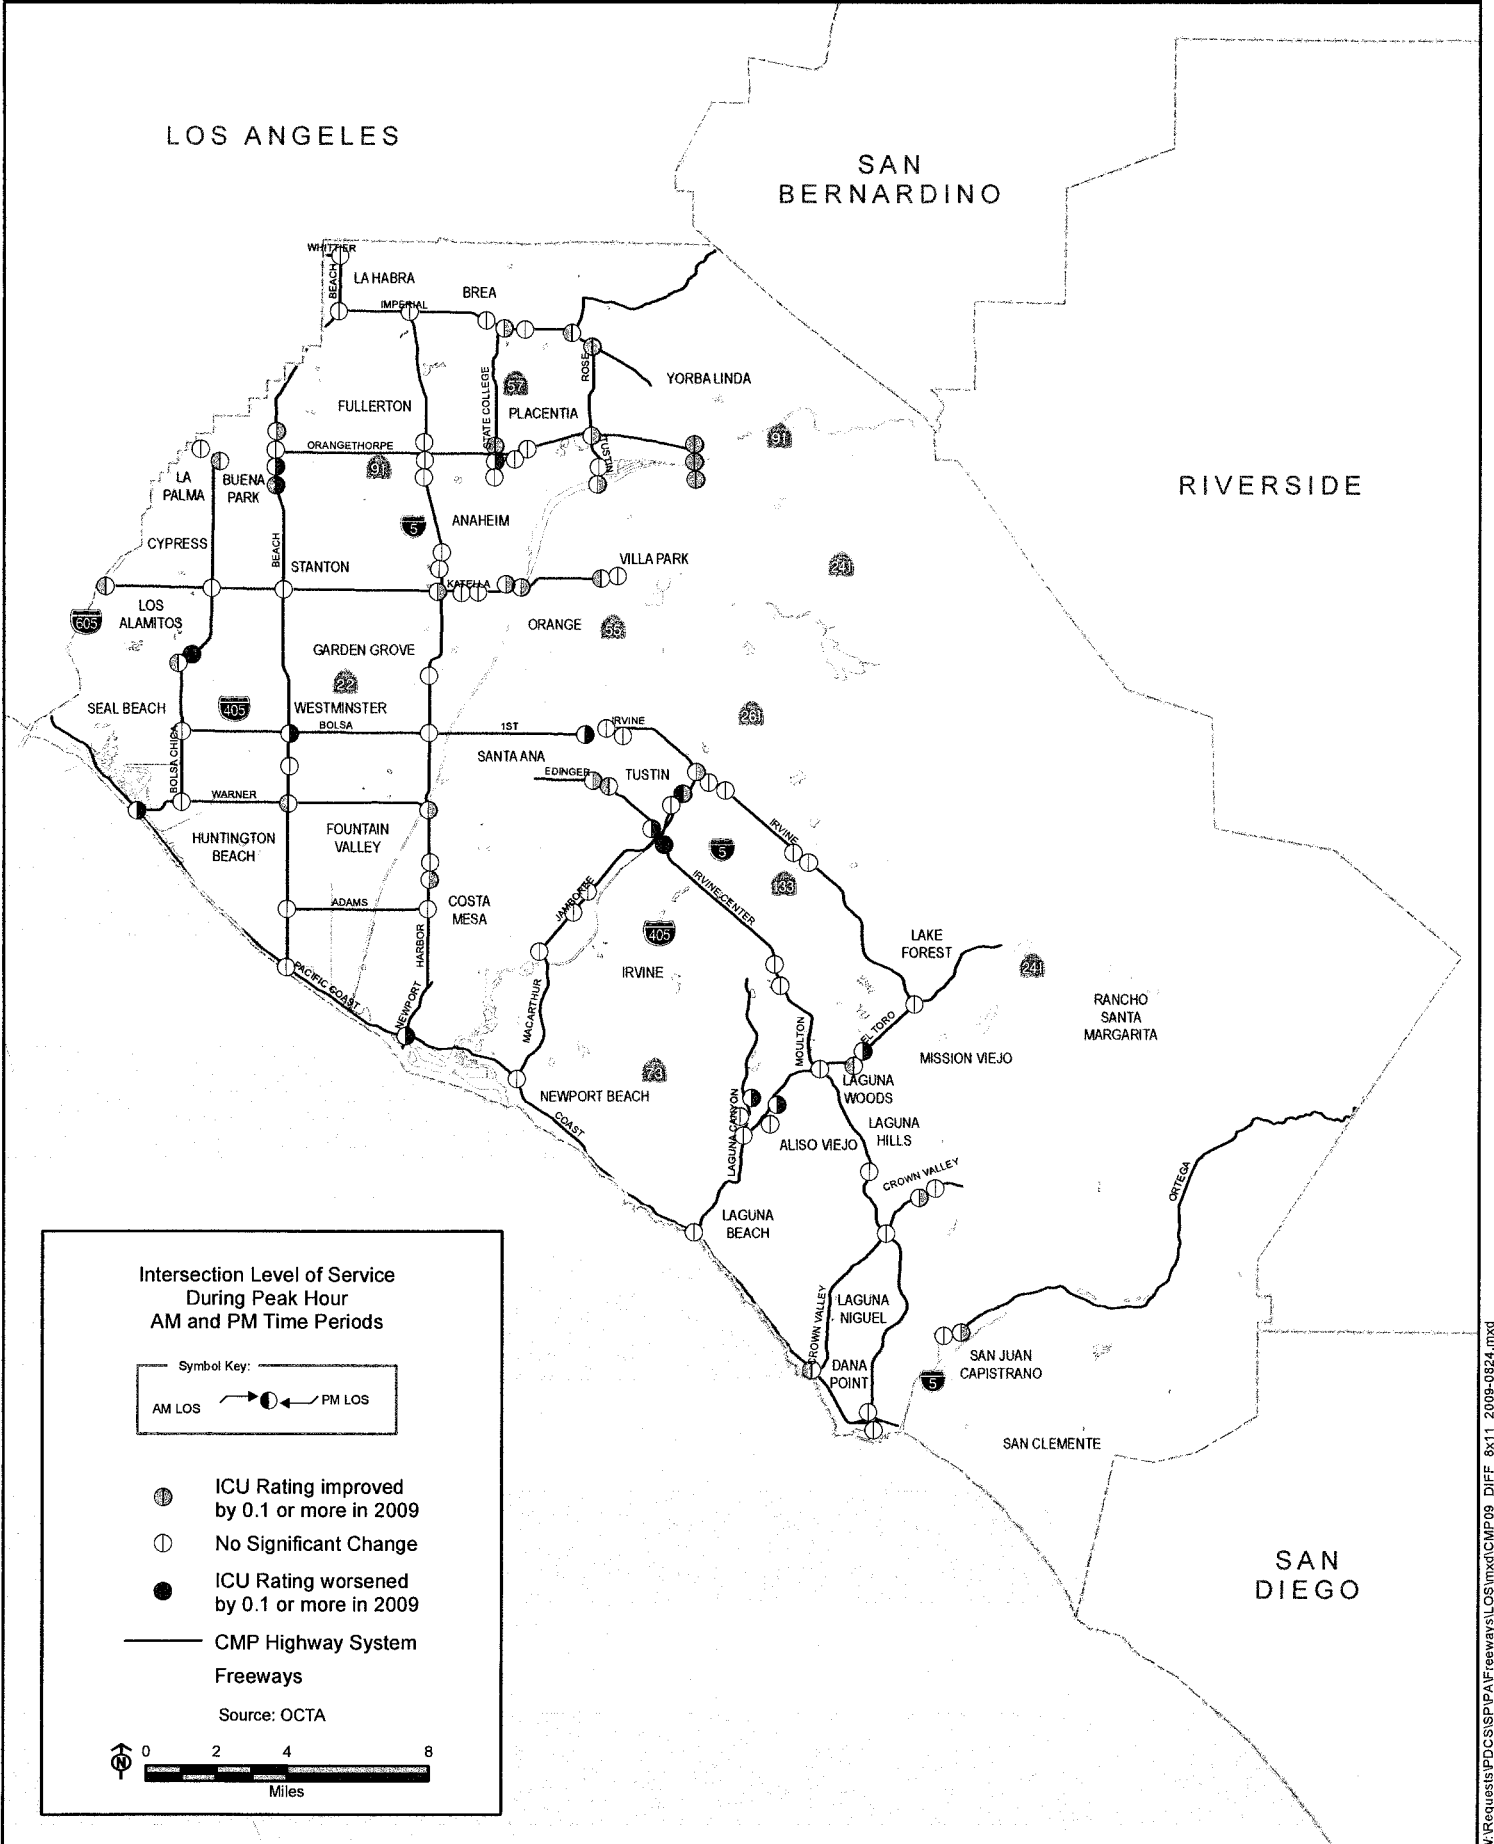 LOS ANGELES
SAN
BERNARDINO
RIVERSIDE
SAN
DIEGO
WHITTIER
BEACH
LA HABRA
IMPERIAL
BREA
ROSE
YORBA LINDA
57
STATE COLLEGE
FULLERTON
PLACENTIA
ORANGETHORPE
TUSTIN
91
91
LA
PALMA
BUENA
PARK
5
ANAHEIM
CYPRESS
BEACH
STANTON
KATELLA
VILLA PARK
241
LOS
ALAMITOS
605
ORANGE
55
GARDEN GROVE
22
SEAL BEACH
405
WESTMINSTER
BOLSA
1ST
IRVINE
261
BOLSA CHICA
SANTA ANA
EDINGER
TUSTIN
WARNER
HUNTINGTON
BEACH
FOUNTAIN
VALLEY
IRVINE
5
133
JAMBOREE
IRVINE CENTER
ADAMS
COSTA
MESA
HARBOR
405
IRVINE
LAKE
FOREST
241
PACIFIC COAST
NEWPORT
MACARTHUR
MOULTON
EL TORO
RANCHO
SANTA
MARGARITA
MISSION VIEJO
73
NEWPORT BEACH
COAST
LAGUNA
WOODS
LAGUNA CANYON
LAGUNA
HILLS
ALISO VIEJO
CROWN VALLEY
ORTEGA
LAGUNA
BEACH
CROWN VALLEY
LAGUNA
NIGUEL
DANA
POINT
SAN JUAN
CAPISTRANO
5
SAN CLEMENTE
Intersection Level of Service
During Peak Hour
AM and PM Time Periods
Symbol Key:
AM LOS
PM LOS
ICU Rating improved
by 0.1 or more in 2009
No Significant Change
ICU Rating worsened
by 0.1 or more in 2009
CMP Highway System
Freeways
Source: OCTA
N
0 2 4 8
Miles
V:\Requests\PDCS\SP\PA\Freeways\LOS\mxd\CMP09_DIFF_8x11_2009-0824.mxd